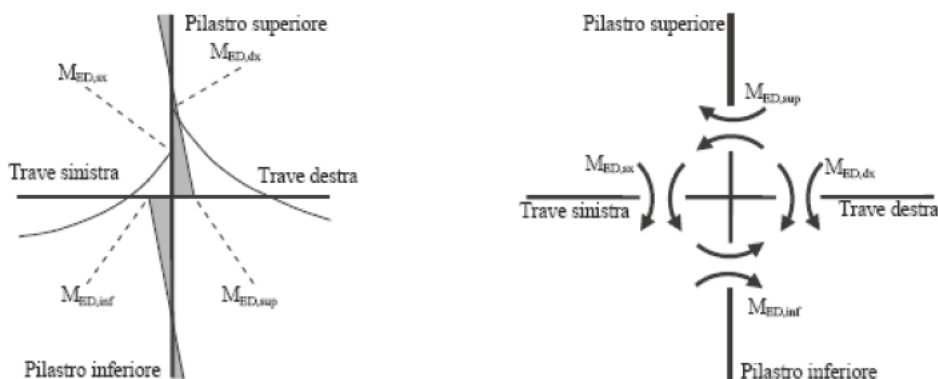 Pilastro superiore
M_ED,dx
M_ED,sx
Trave sinistra
Trave destra
M_ED,inf
M_ED,sup
Pilastro inferiore
Pilastro superiore
M_ED,sup
M_ED,sx
M_ED,dx
Trave sinistra
Trave destra
M_ED,inf
Pilastro inferiore